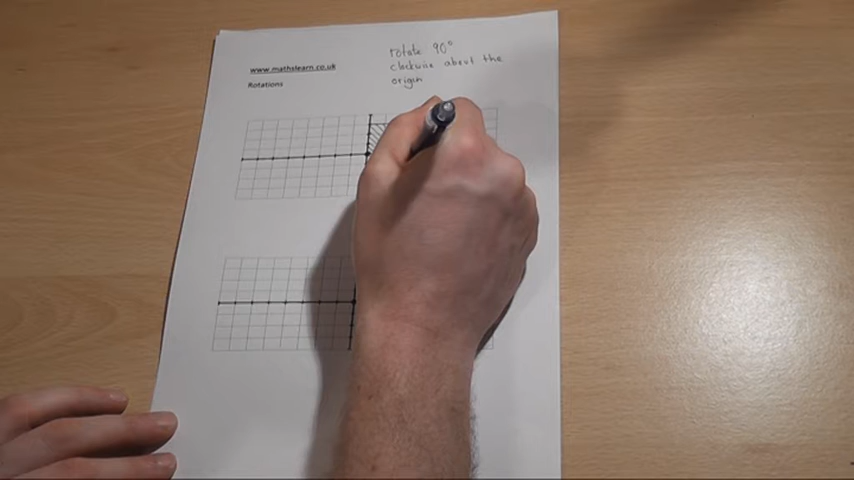 rotate 90°
clockwise about the
origin
www.mathslearn.co.uk
Rotations